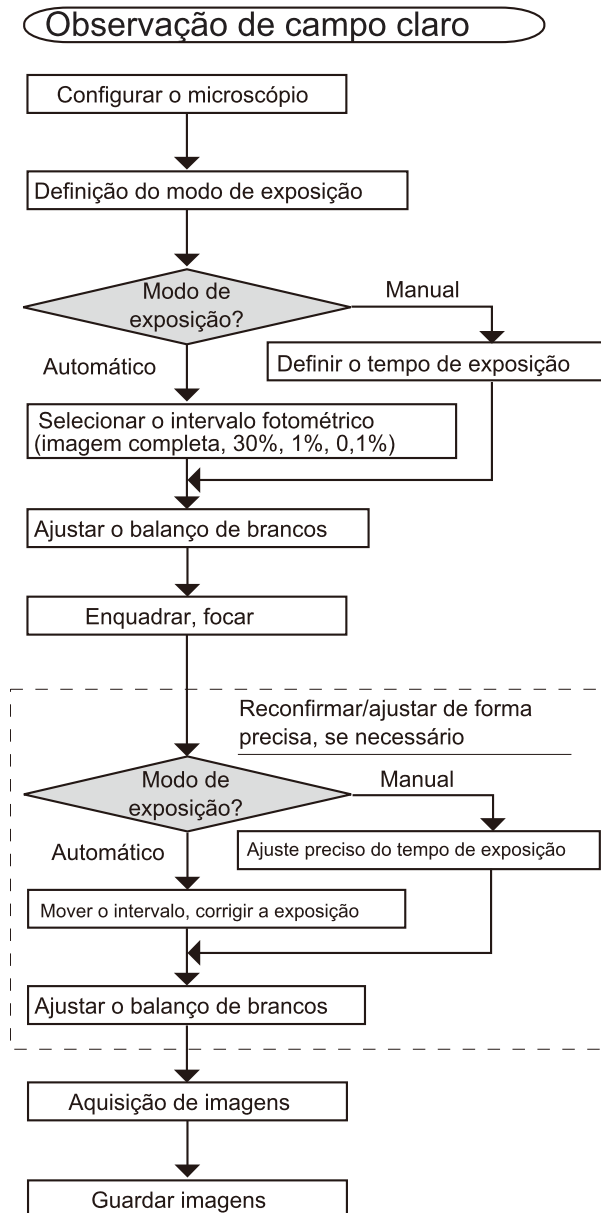 Observação de campo claro
Configurar o microscópio
Definição do modo de exposição
Modo de
exposição?
Manual
Automático
Definir o tempo de exposição
Selecionar o intervalo fotométrico
(imagem completa, 30%, 1%, 0,1%)
Ajustar o balanço de brancos
Enquadrar, focar
Reconfirmar/ajustar de forma
precisa, se necessário
Modo de
exposição?
Manual
Automático
Ajuste preciso do tempo de exposição
Mover o intervalo, corrigir a exposição
Ajustar o balanço de brancos
Aquisição de imagens
Guardar imagens